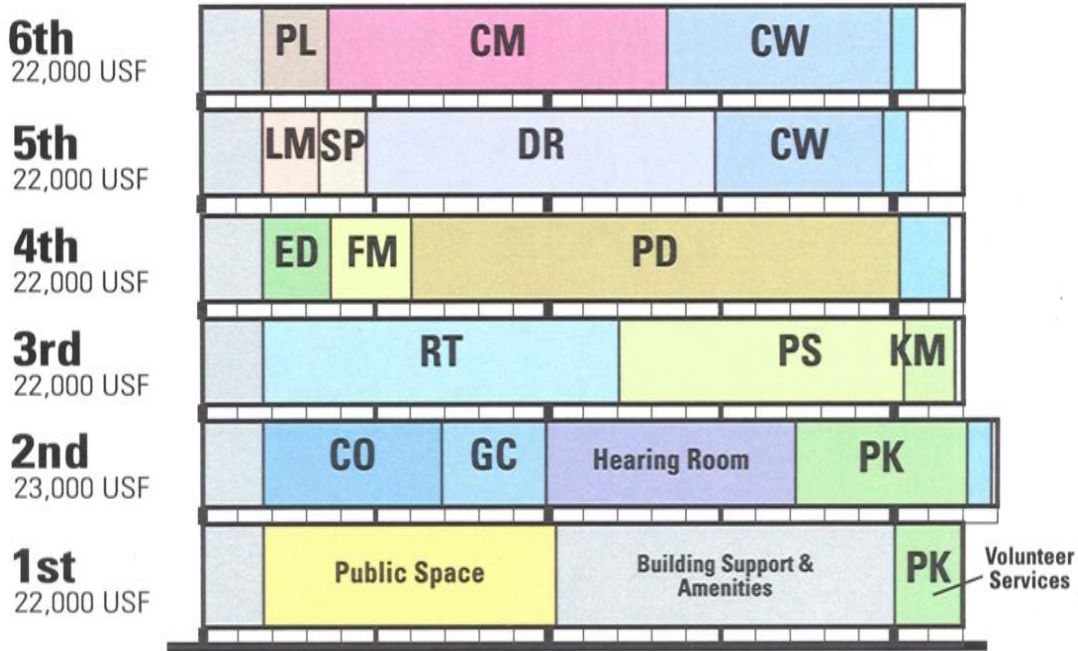 6th
22,000 USF
PL
CM
CW
5th
22,000 USF
LM
SP
DR
CW
4th
22,000 USF
ED
FM
PD
3rd
22,000 USF
RT
PS
KM
2nd
23,000 USF
CO
GC
Hearing Room
PK
1st
22,000 USF
Public Space
Building Support &
Amenities
PK
Volunteer
Services